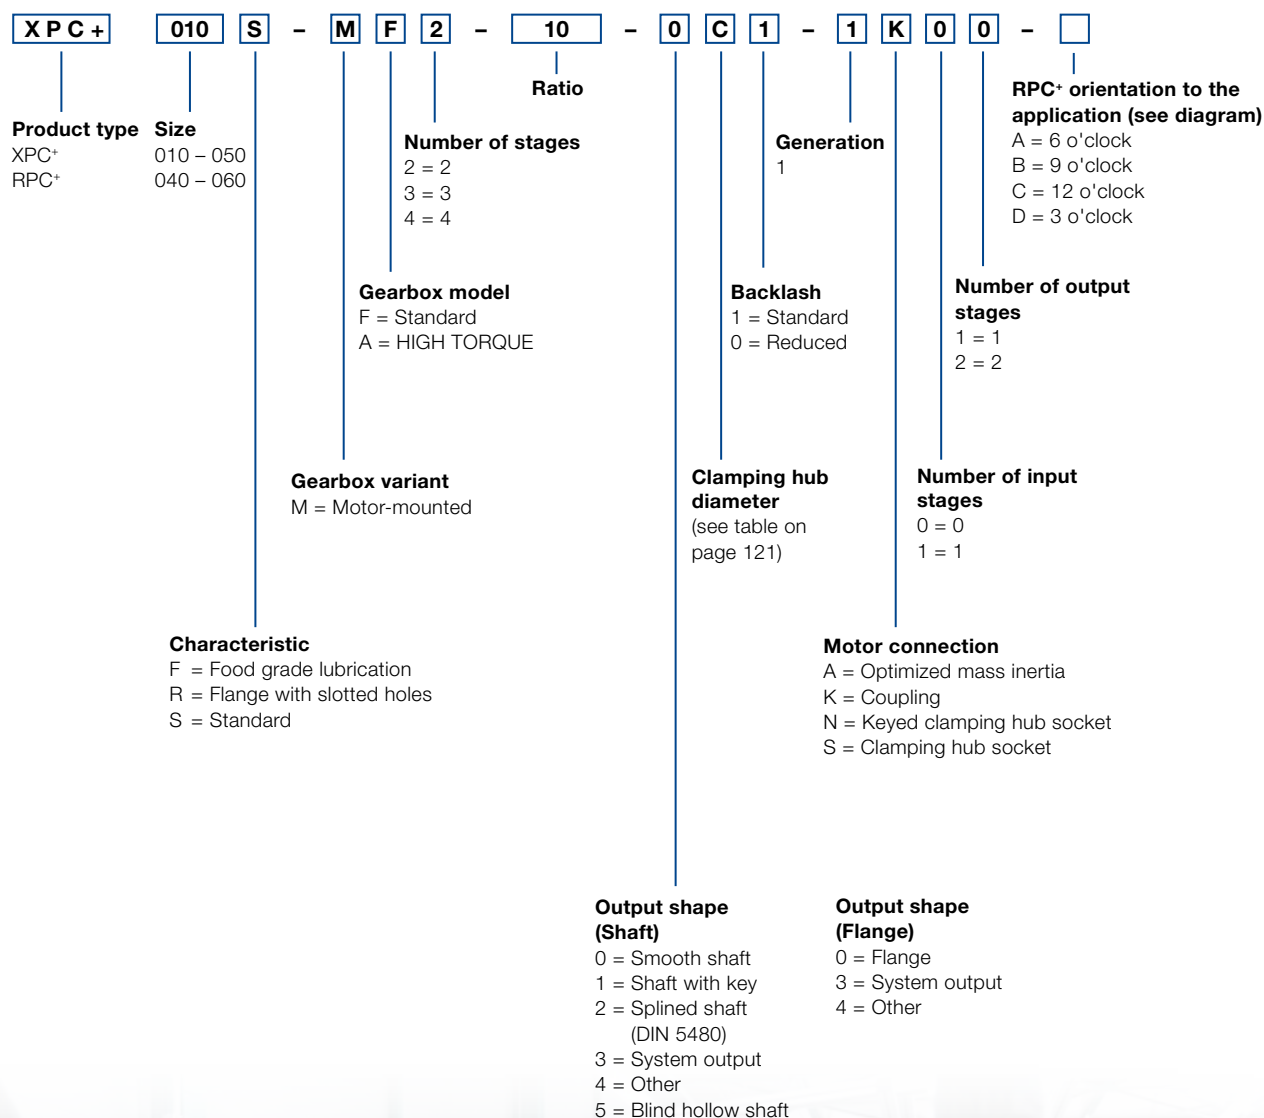 XPC+ 010 S – M F 2 – 10 – 0 C 1 – 1 K 0 0 –
Product type
XPC+
RPC+
Size
010 – 050
040 – 060
Ratio
Number of stages
2 = 2
3 = 3
4 = 4
Generation
1
RPC+ orientation to the
application (see diagram)
A = 6 o'clock
B = 9 o'clock
C = 12 o'clock
D = 3 o'clock
Gearbox model
F = Standard
A = HIGH TORQUE
Backlash
1 = Standard
0 = Reduced
Number of output
stages
1 = 1
2 = 2
Gearbox variant
M = Motor-mounted
Clamping hub
diameter
(see table on
page 121)
Number of input
stages
0 = 0
1 = 1
Characteristic
F = Food grade lubrication
R = Flange with slotted holes
S = Standard
Motor connection
A = Optimized mass inertia
K = Coupling
N = Keyed clamping hub socket
S = Clamping hub socket
Output shape
(Shaft)
0 = Smooth shaft
1 = Shaft with key
2 = Splined shaft
(DIN 5480)
3 = System output
4 = Other
5 = Blind hollow shaft
Output shape
(Flange)
0 = Flange
3 = System output
4 = Other